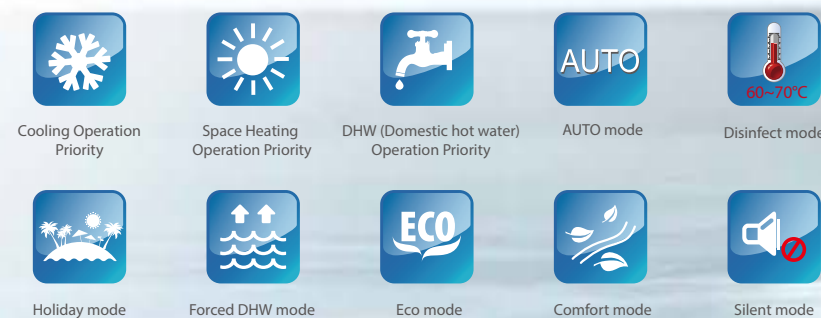 AUTO
60~70°C
Cooling Operation
Priority
Space Heating
Operation Priority
DHW (Domestic hot water)
Operation Priority
AUTO mode
Disinfect mode
ECO
Holiday mode
Forced DHW mode
Eco mode
Comfort mode
Silent mode